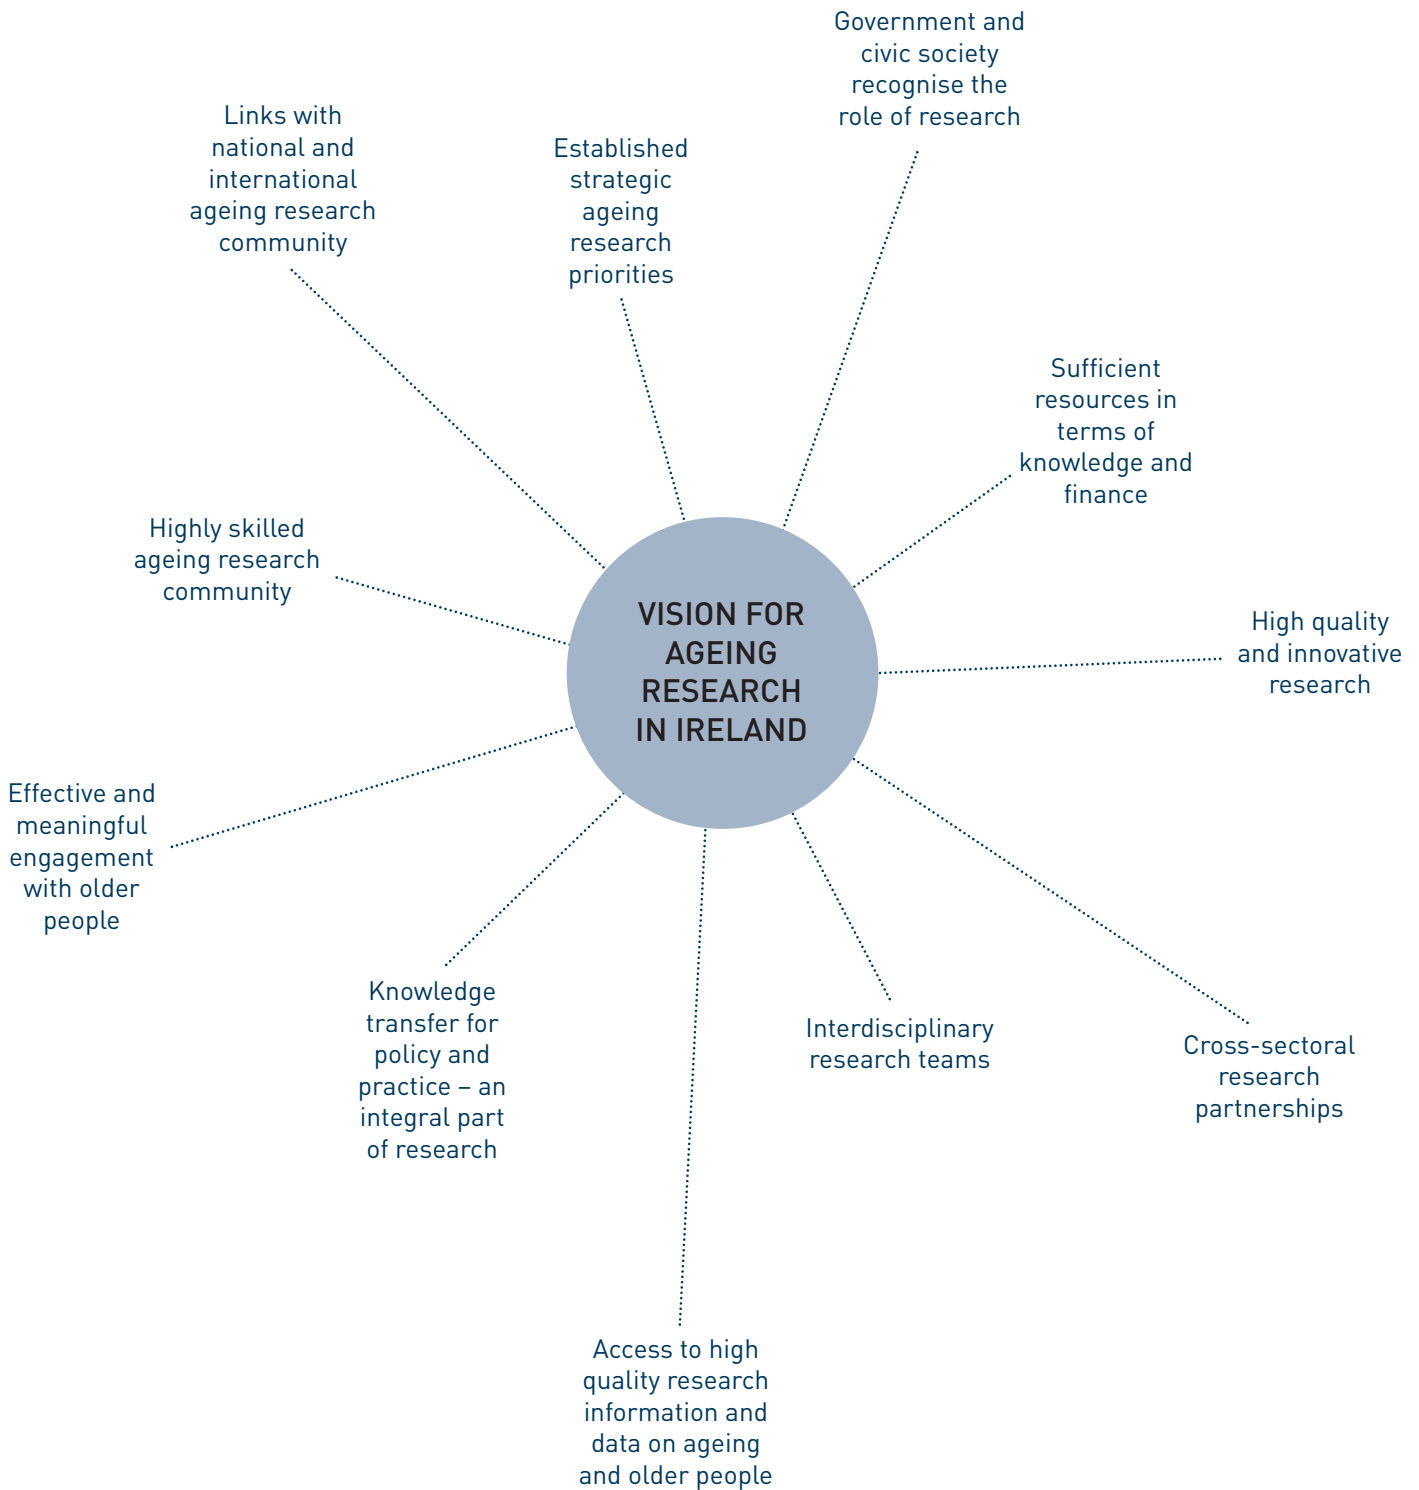 Government and
civic society
recognise the
role of research
Links with
national and
international
ageing research
community
Established
strategic
ageing
research
priorities
Sufficient
resources in
terms of
knowledge and
finance
Highly skilled
ageing research
community
VISION FOR
AGEING
RESEARCH
IN IRELAND
High quality
and innovative
research
Effective and
meaningful
engagement
with older
people
Knowledge
transfer for
policy and
practice – an
integral part
of research
Interdisciplinary
research teams
Cross-sectoral
research
partnerships
Access to high
quality research
information and
data on ageing
and older people